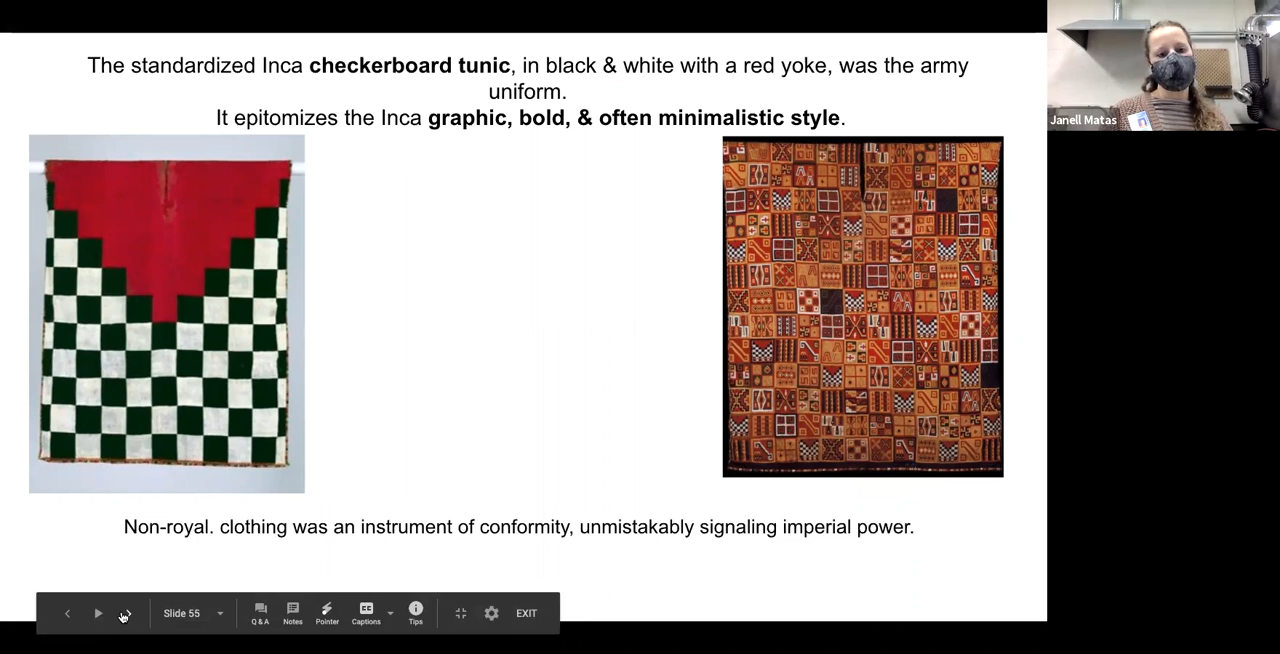 The standardized Inca checkerboard tunic, in black & white with a red yoke, was the army
uniform.
It epitomizes the Inca graphic, bold, & often minimalistic style.
Janell Matas
Non-royal. clothing was an instrument of conformity, unmistakably signaling imperial power.
Slide 55
Q & A
Notes
Pointer
Captions
Tips
EXIT